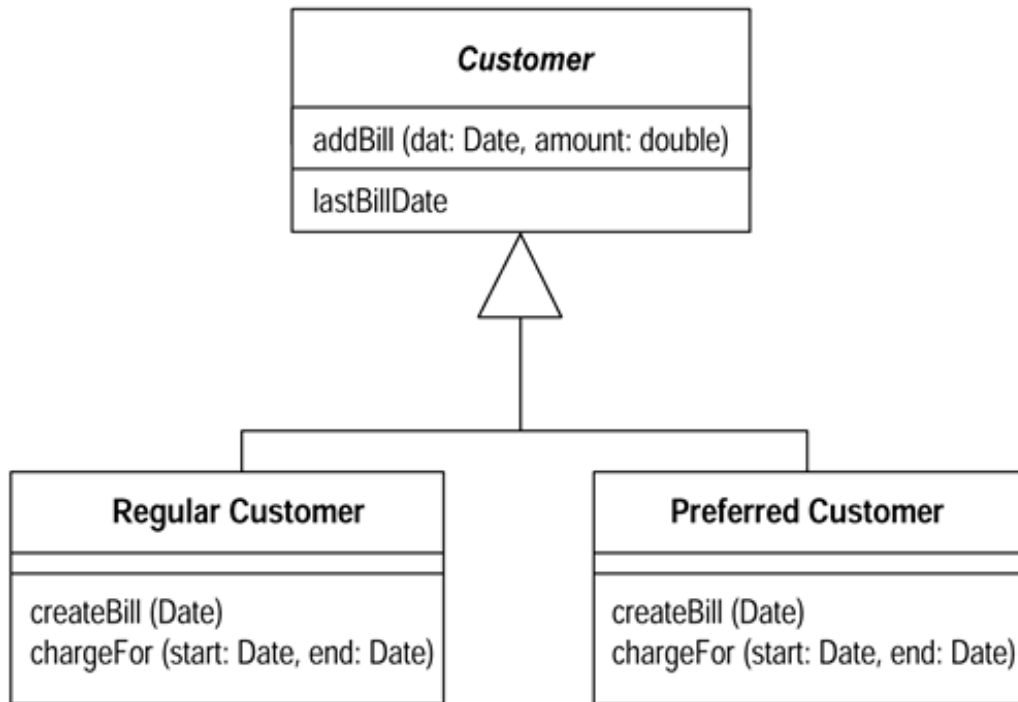 Customer
addBill (dat: Date, amount: double)
lastBillDate
Regular Customer
createBill (Date)
chargeFor (start: Date, end: Date)
Preferred Customer
createBill (Date)
chargeFor (start: Date, end: Date)